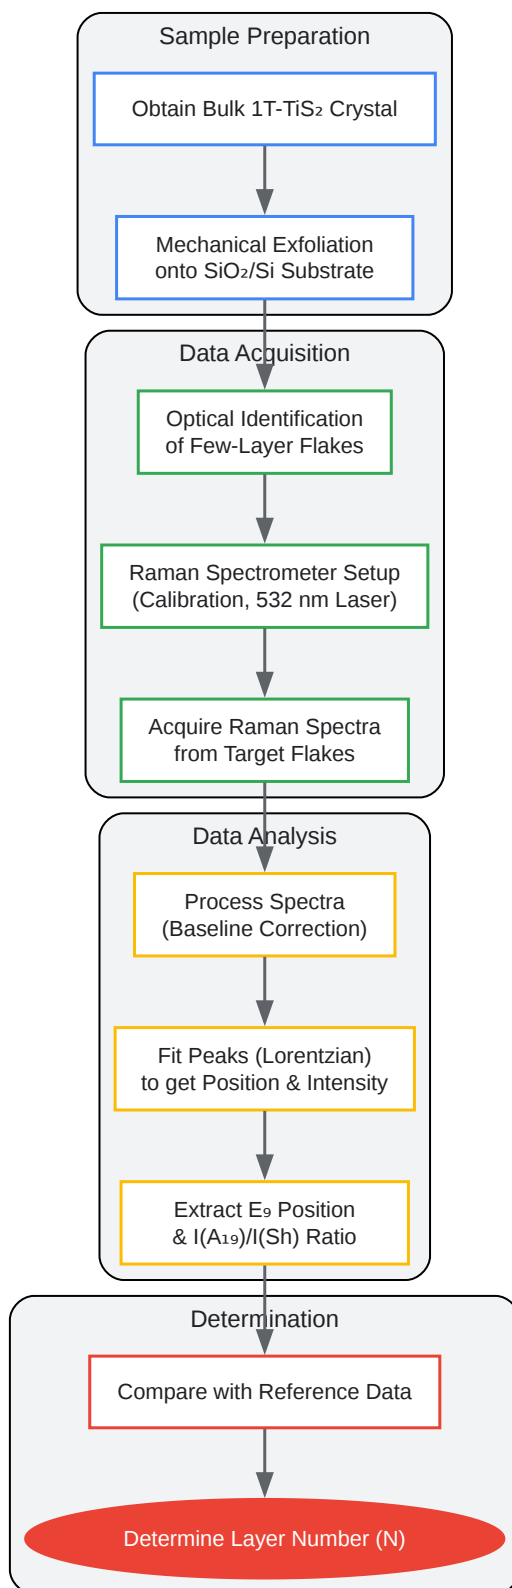 Sample Preparation
Obtain Bulk 1T-TiS₂ Crystal
Mechanical Exfoliation
onto SiO₂/Si Substrate
Data Acquisition
Optical Identification
of Few-Layer Flakes
Raman Spectrometer Setup
(Calibration, 532 nm Laser)
Acquire Raman Spectra
from Target Flakes
Data Analysis
Process Spectra
(Baseline Correction)
Fit Peaks (Lorentzian)
to get Position & Intensity
Extract E₉ Position
& I(A₁₉)/I(Sh) Ratio
Determination
Compare with Reference Data
Determine Layer Number (N)